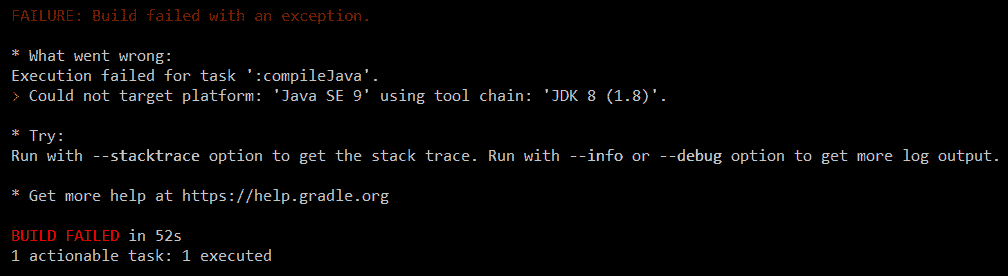 FAILURE: Build failed with an exception.
* What went wrong:
Execution failed for task ':compileJava'.
> Could not target platform: 'Java SE 9' using tool chain: 'JDK 8 (1.8)'.
* Try:
Run with --stacktrace option to get the stack trace. Run with --info or --debug option to get more log output.
* Get more help at https://help.gradle.org
BUILD FAILED in 52s
1 actionable task: 1 executed